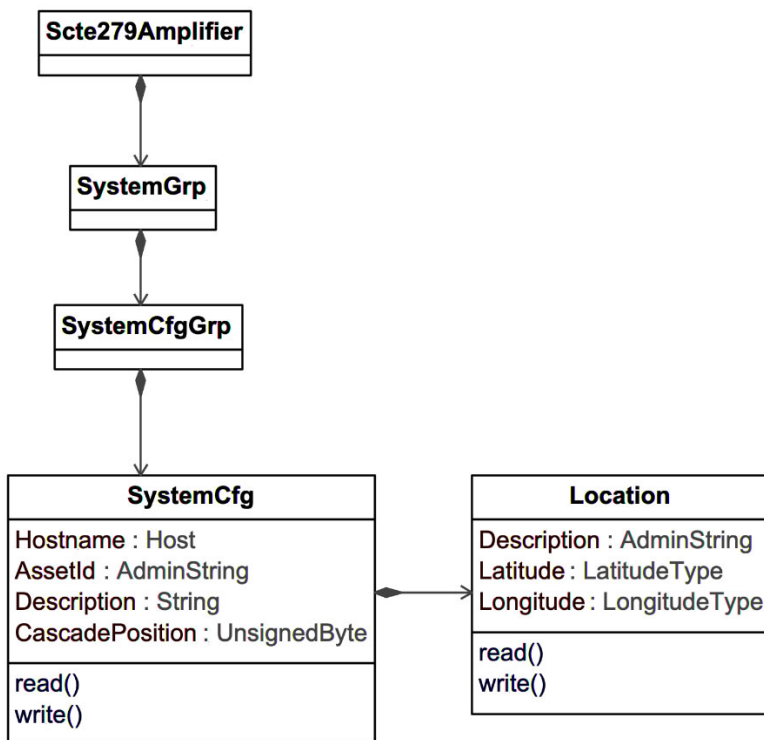 Scte279Amplifier
SystemGrp
SystemCfgGrp
SystemCfg
Hostname : Host
AssetId : AdminString
Description : String
CascadePosition : UnsignedByte
read()
write()
Location
Description : AdminString
Latitude : LatitudeType
Longitude : LongitudeType
read()
write()